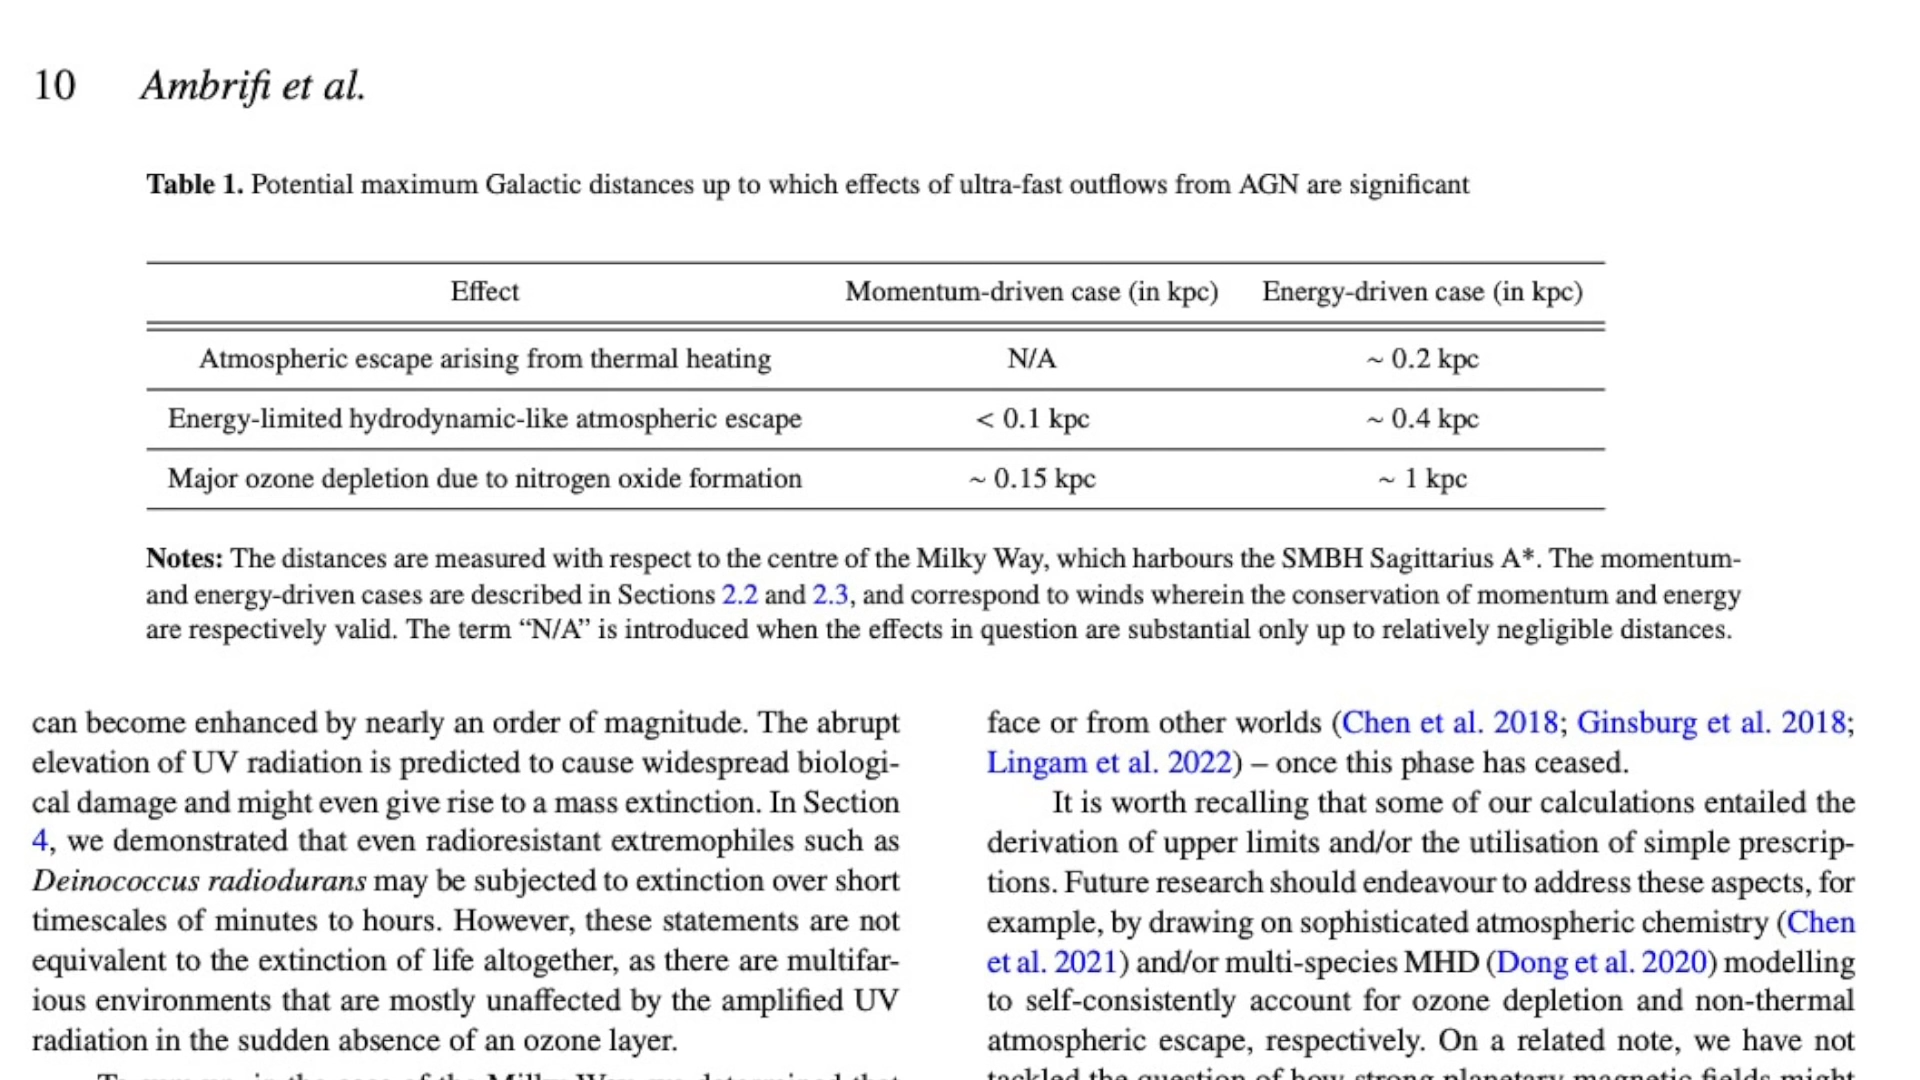 10 Ambrifi et al.
Table 1. Potential maximum Galactic distances up to which effects of ultra-fast outflows from AGN are significant
Effect Momentum-driven case (in kpc) Energy-driven case (in kpc)
Atmospheric escape arising from thermal heating N/A ~ 0.2 kpc
Energy-limited hydrodynamic-like atmospheric escape < 0.1 kpc ~ 0.4 kpc
Major ozone depletion due to nitrogen oxide formation ~ 0.15 kpc ~ 1 kpc
Notes: The distances are measured with respect to the centre of the Milky Way, which harbours the SMBH Sagittarius A*. The momentum-
and energy-driven cases are described in Sections 2.2 and 2.3, and correspond to winds wherein the conservation of momentum and energy
are respectively valid. The term “N/A” is introduced when the effects in question are substantial only up to relatively negligible distances.
can become enhanced by nearly an order of magnitude. The abrupt
elevation of UV radiation is predicted to cause widespread biologi-
cal damage and might even give rise to a mass extinction. In Section
4, we demonstrated that even radioresistant extremophiles such as
Deinococcus radiodurans may be subjected to extinction over short
timescales of minutes to hours. However, these statements are not
equivalent to the extinction of life altogether, as there are multifar-
ious environments that are mostly unaffected by the amplified UV
radiation in the sudden absence of an ozone layer.
face or from other worlds (Chen et al. 2018; Ginsburg et al. 2018;
Lingam et al. 2022) – once this phase has ceased.
It is worth recalling that some of our calculations entailed the
derivation of upper limits and/or the utilisation of simple prescrip-
tions. Future research should endeavour to address these aspects, for
example, by drawing on sophisticated atmospheric chemistry (Chen
et al. 2021) and/or multi-species MHD (Dong et al. 2020) modelling
to self-consistently account for ozone depletion and non-thermal
atmospheric escape, respectively. On a related note, we have not
tackled the question of how strong planetary magnetic fields might